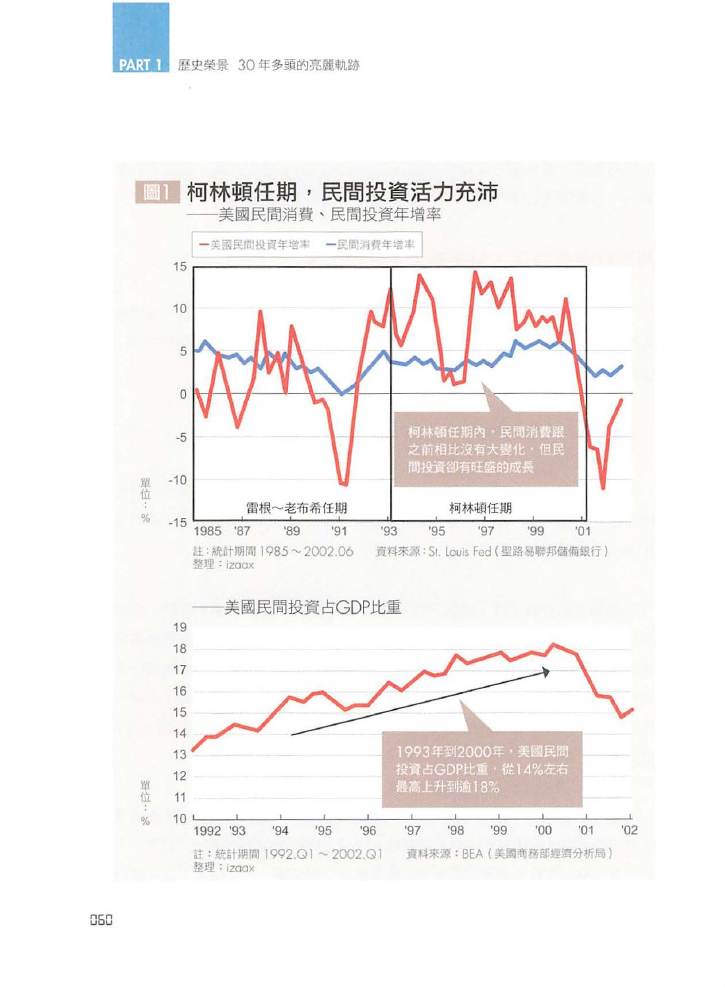 PART 1 歷史榮景 30年多頭的亮麗軌跡
圖1 柯林頓任期，民間投資活力充沛
——美國民間消費、民間投資年增率
美國民間投資年增率 民間消費年增率
15
10
5
0
-5
-10
-15
單位：%
柯林頓任期內，民間消費跟
之前相比沒有大變化，但民
間投資卻有旺盛的成長
雷根～老布希任期
柯林頓任期
1985 '87 '89 '91 '93 '95 '97 '99 '01
註：統計期間1985～2002.06 資料來源：St. Louis Fed（聖路易聯邦儲備銀行）
整理：izaax
——美國民間投資占GDP比重
19
18
17
16
15
14
13
12
11
10
單位：%
1993年到2000年，美國民間
投資占GDP比重，從14%左右
最高上升到逾18%
1992 '93 '94 '95 '96 '97 '98 '99 '00 '01 '02
註：統計期間1992.Q1～2002.Q1 資料來源：BEA（美國商務部經濟分析局）
整理：izaax
060